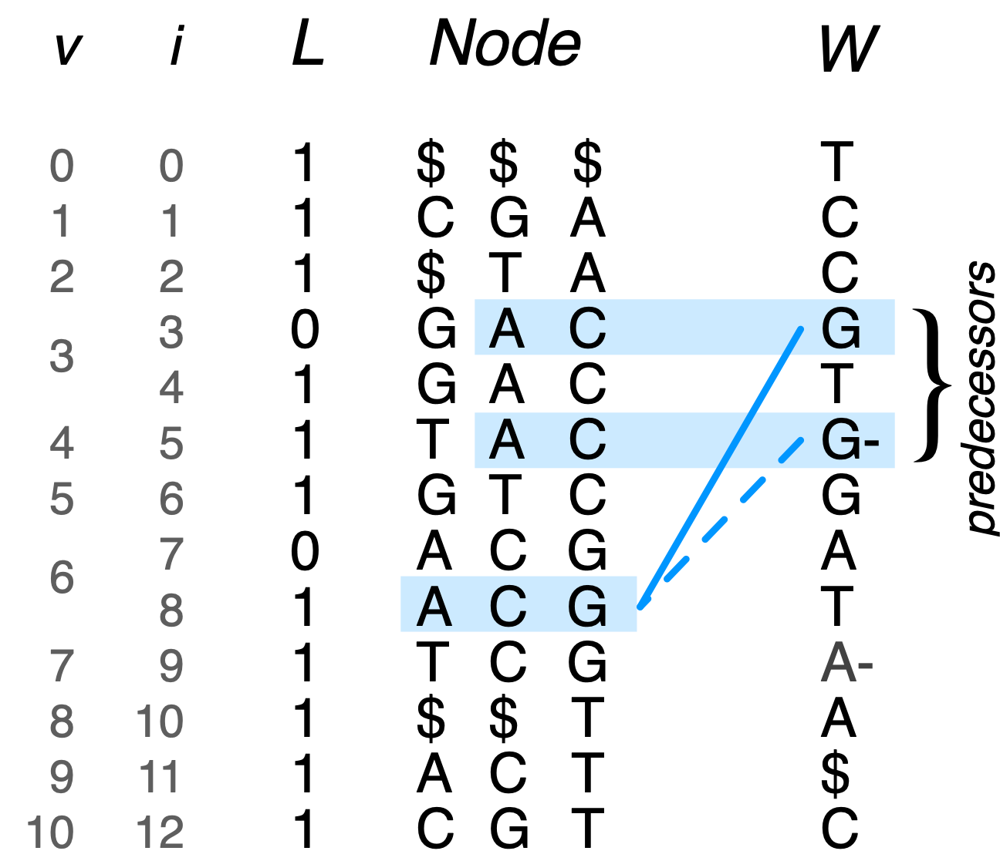 v i L Node W
0 0 1 $ $ $ T
1 1 1 C G A C
2 2 1 $ T A C
3 3 0 G A C G
4 1 G A C T
4 5 1 T A C G-
5 6 1 G T C G
6 7 0 A C G A
8 1 A C G T
7 9 1 T C G A-
8 10 1 $ $ T A
9 11 1 A C T $
10 12 1 C G T C
predecessors